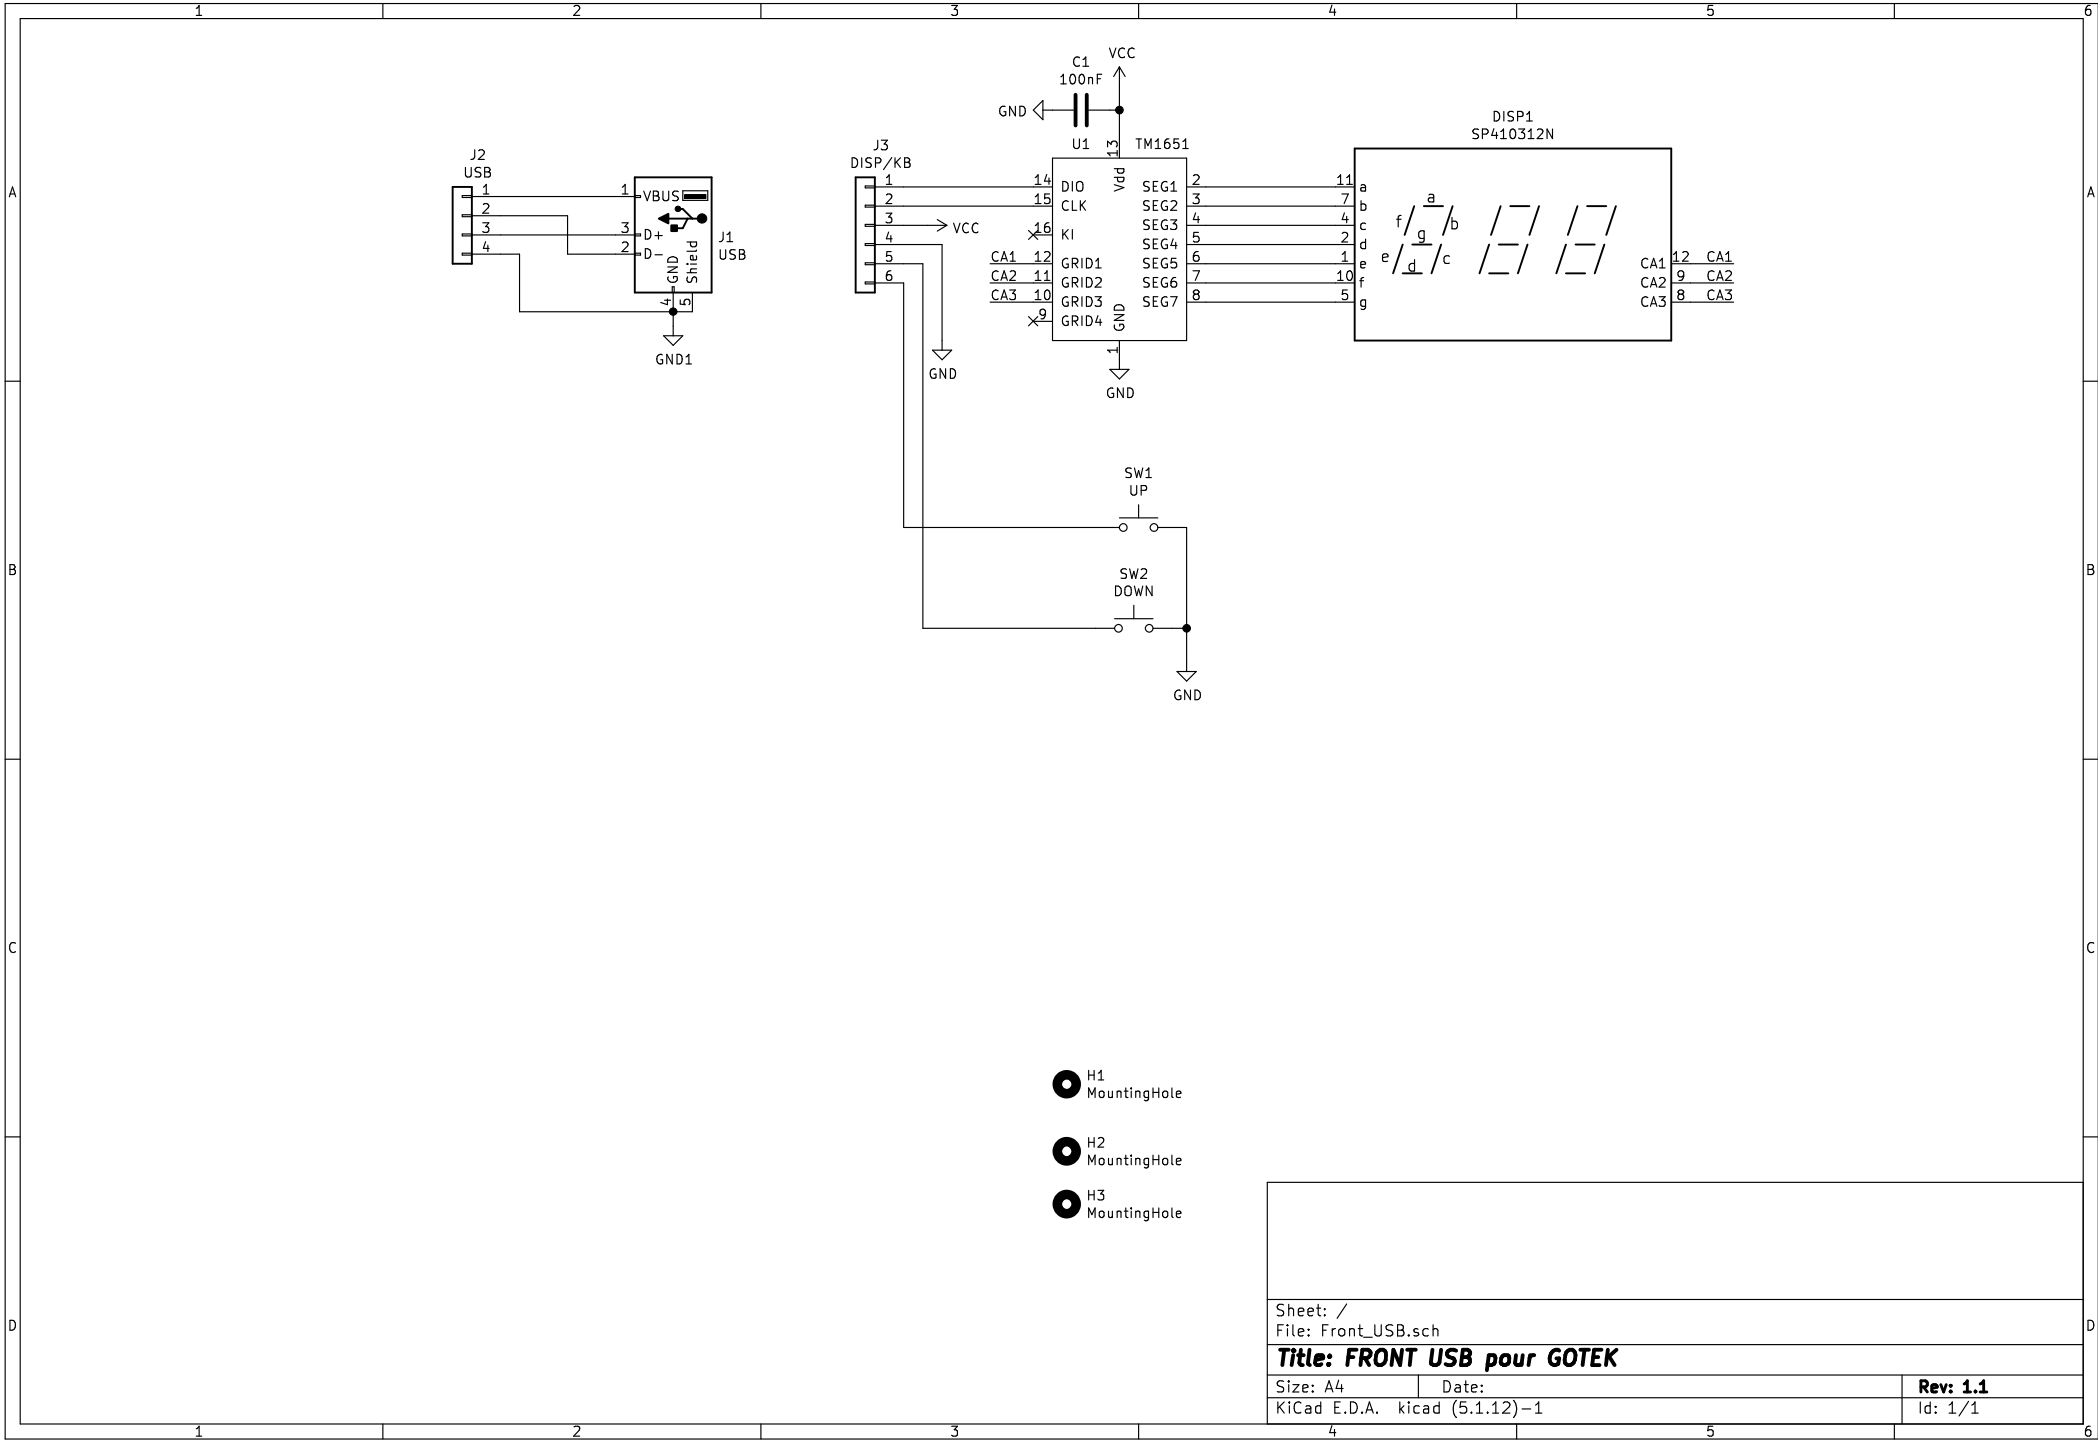 1 2 3 4 5 6
A
A
B
B
C
C
D
D
1 2 3 4 5 6
J2
USB
1
2
3
4
1 VBUS
3 D+
2 D-
GND
Shield
4
5
J1
USB
GND1
J3
DISP/KB
1
2
3
4
5
6
VCC
GND
C1
100nF
VCC
GND
U1
TM1651
13
Vdd
14 DIO
15 CLK
16 KI
CA1 12 GRID1
CA2 11 GRID2
CA3 10 GRID3
9 GRID4
SEG1 2
SEG2 3
SEG3 4
SEG4 5
SEG5 6
SEG6 7
SEG7 8
GND
1
GND
DISP1
SP410312N
11 a
7 b
4 c
2 d
1 e
10 f
5 g
a
f
b
g
e
d
c
CA1 12 CA1
CA2 9 CA2
CA3 8 CA3
SW1
UP
SW2
DOWN
GND
H1
MountingHole
H2
MountingHole
H3
MountingHole
Sheet: /
File: Front_USB.sch
Title: FRONT USB pour GOTEK
Size: A4
Date:
Rev: 1.1
KiCad E.D.A. kicad (5.1.12)-1
Id: 1/1